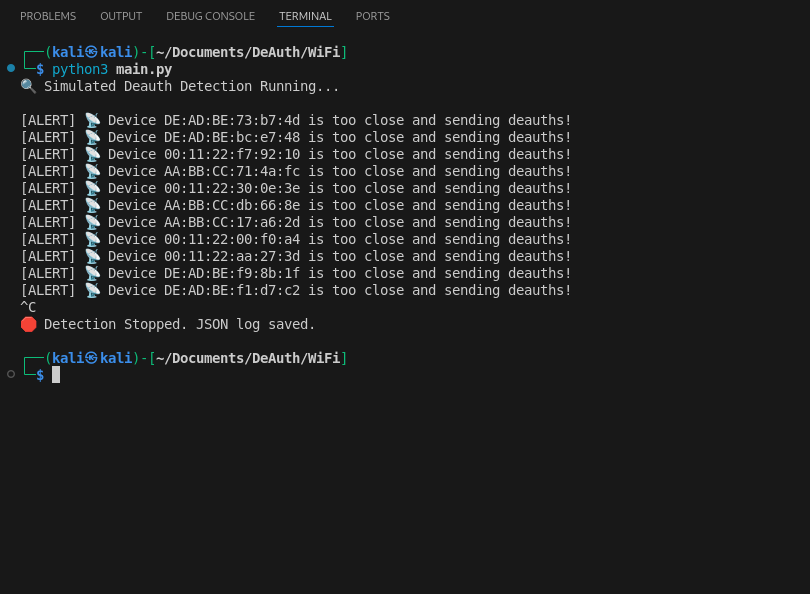 PROBLEMS OUTPUT DEBUG CONSOLE TERMINAL PORTS
┌──(kali㉿kali)-[~/Documents/DeAuth/WiFi]
└─$ python3 main.py
🔍 Simulated Deauth Detection Running...
[ALERT] 📡 Device DE:AD:BE:73:b7:4d is too close and sending deauths!
[ALERT] 📡 Device DE:AD:BE:bc:e7:48 is too close and sending deauths!
[ALERT] 📡 Device 00:11:22:f7:92:10 is too close and sending deauths!
[ALERT] 📡 Device AA:BB:CC:71:4a:fc is too close and sending deauths!
[ALERT] 📡 Device 00:11:22:30:0e:3e is too close and sending deauths!
[ALERT] 📡 Device AA:BB:CC:db:66:8e is too close and sending deauths!
[ALERT] 📡 Device AA:BB:CC:17:a6:2d is too close and sending deauths!
[ALERT] 📡 Device 00:11:22:00:f0:a4 is too close and sending deauths!
[ALERT] 📡 Device 00:11:22:aa:27:3d is too close and sending deauths!
[ALERT] 📡 Device DE:AD:BE:f9:8b:1f is too close and sending deauths!
[ALERT] 📡 Device DE:AD:BE:f1:d7:c2 is too close and sending deauths!
^C
🛑 Detection Stopped. JSON log saved.
┌──(kali㉿kali)-[~/Documents/DeAuth/WiFi]
└─$